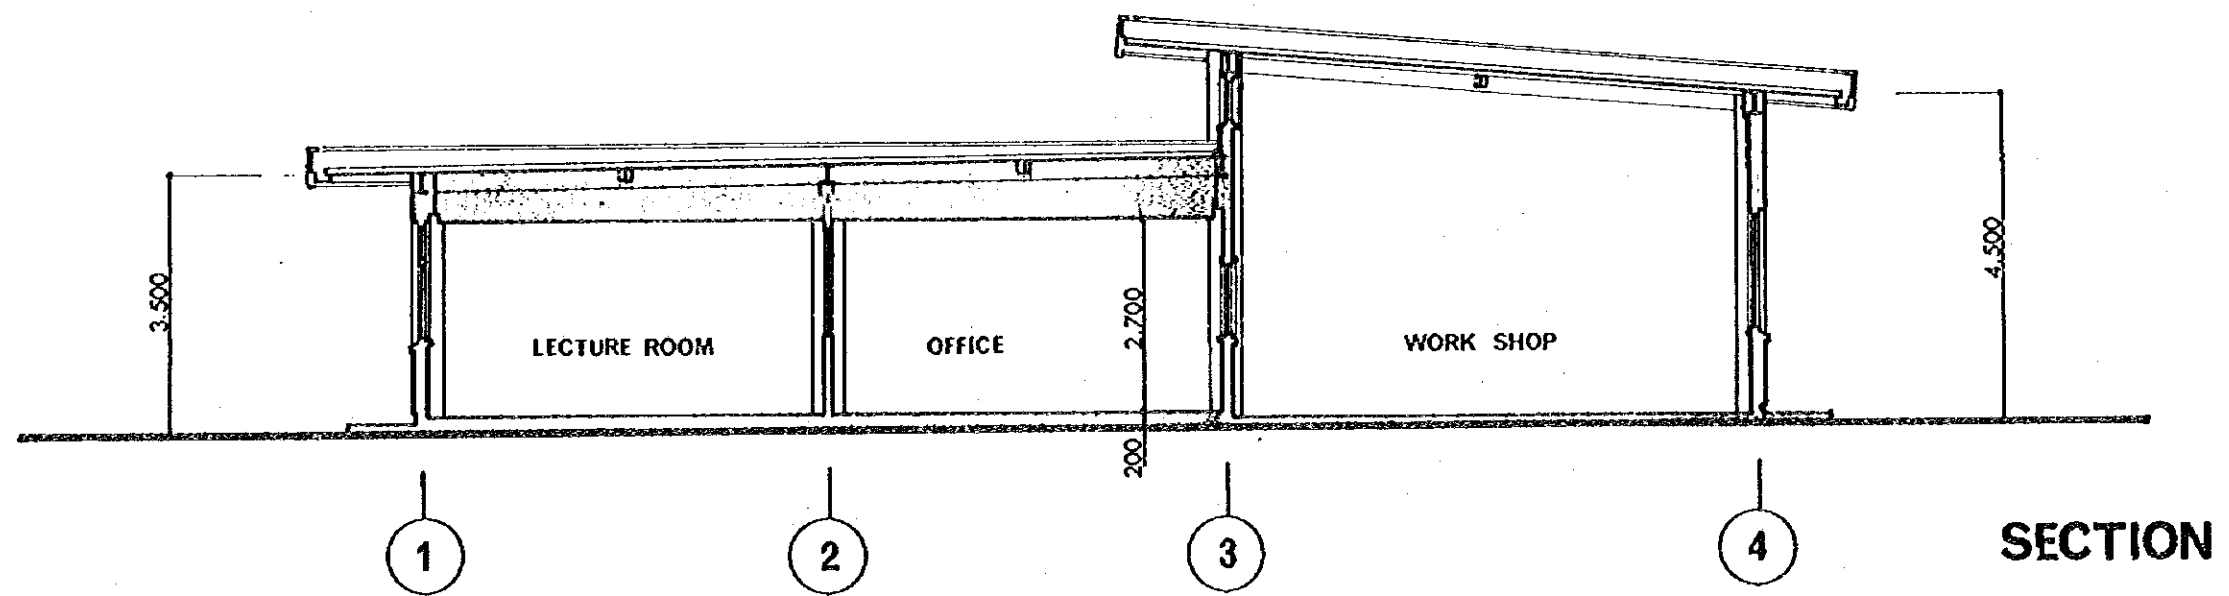 3.500
LECTURE ROOM
OFFICE
2.700
200
WORK SHOP
4.500
1
2
3
4
SECTION